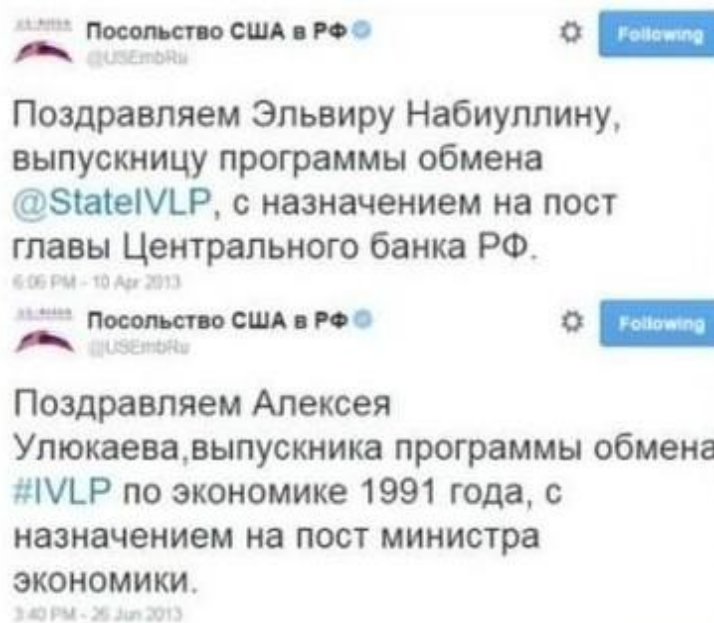 Посольство США в РФ
@USEmbRu
Following
Поздравляем Эльвиру Набиуллину,
выпускницу программы обмена
@StateIVLP, с назначением на пост
главы Центрального банка РФ.
6:06 PM - 10 Apr 2013
Посольство США в РФ
@USEmbRu
Following
Поздравляем Алексея
Улюкаева,выпускника программы обмена
#IVLP по экономике 1991 года, с
назначением на пост министра
экономики.
3:40 PM - 26 Jun 2013